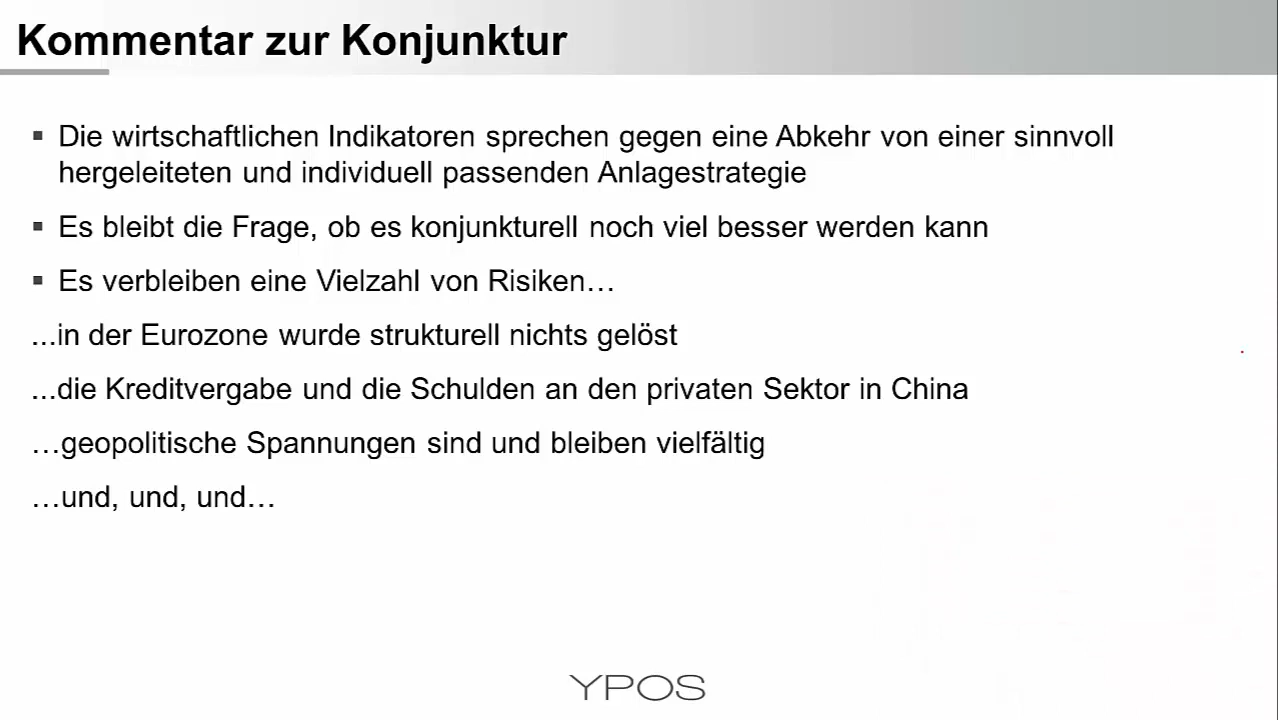 Kommentar zur Konjunktur
▪ Die wirtschaftlichen Indikatoren sprechen gegen eine Abkehr von einer sinnvoll
hergeleiteten und individuell passenden Anlagestrategie
▪ Es bleibt die Frage, ob es konjunkturell noch viel besser werden kann
▪ Es verbleiben eine Vielzahl von Risiken…
...in der Eurozone wurde strukturell nichts gelöst
...die Kreditvergabe und die Schulden an den privaten Sektor in China
…geopolitische Spannungen sind und bleiben vielfältig
…und, und, und…
YPOS